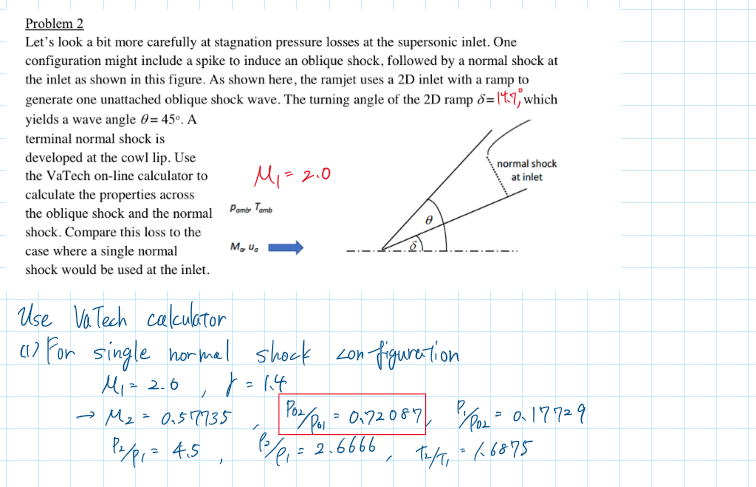 Problem 2
Let's look a bit more carefully at stagnation pressure losses at the supersonic inlet. One
configuration might include a spike to induce an oblique shock, followed by a normal shock at
the inlet as shown in this figure. As shown here, the ramjet uses a 2D inlet with a ramp to
generate one unattached oblique shock wave. The turning angle of the 2D ramp δ=14.7°, which
yields a wave angle θ= 45°. A
terminal normal shock is
developed at the cowl lip. Use
the VaTech on-line calculator to
calculate the properties across
the oblique shock and the normal
shock. Compare this loss to the
case where a single normal
shock would be used at the inlet.
M₁ = 2.0
Pamb, Tamb
Ma, ua
normal shock
at inlet
θ
δ
Use VaTech calculator
(1) For single normal shock configuration
M₁ = 2.0 , γ = 1.4
→ M₂ = 0.57735 , P02/P01 = 0.72087, P₁/P02 = 0.17729
P₂/P₁ = 4.5 , ρ₂/ρ₁ = 2.6666 , T₂/T₁ = 1.6875